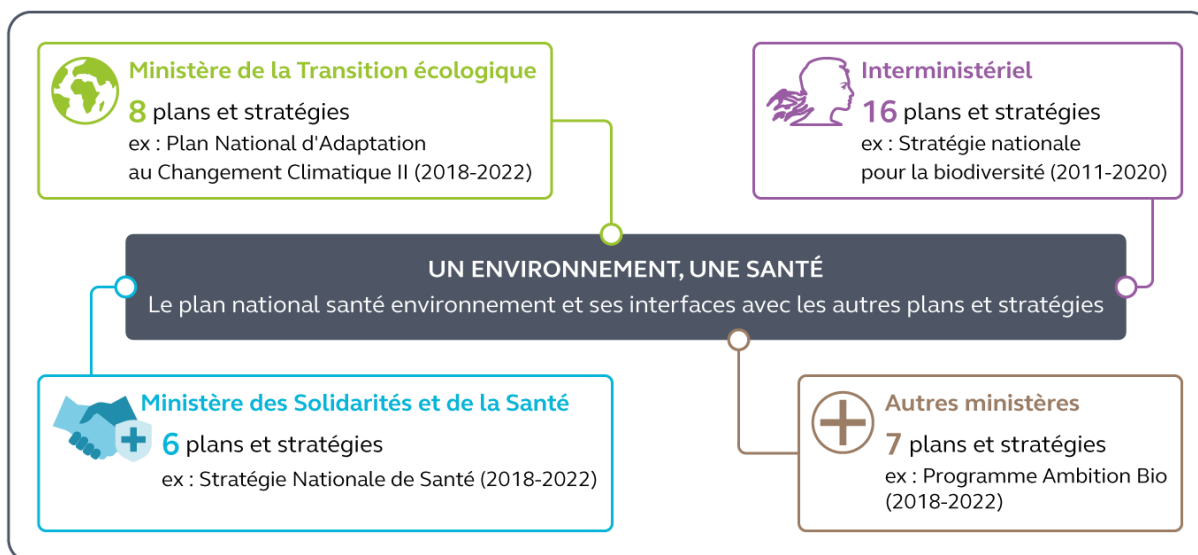 Ministère de la Transition écologique
8 plans et stratégies
ex : Plan National d'Adaptation
au Changement Climatique II (2018-2022)
Interministériel
16 plans et stratégies
ex : Stratégie nationale
pour la biodiversité (2011-2020)
UN ENVIRONNEMENT, UNE SANTÉ
Le plan national santé environnement et ses interfaces avec les autres plans et stratégies
Ministère des Solidarités et de la Santé
6 plans et stratégies
ex : Stratégie Nationale de Santé (2018-2022)
Autres ministères
7 plans et stratégies
ex : Programme Ambition Bio
(2018-2022)